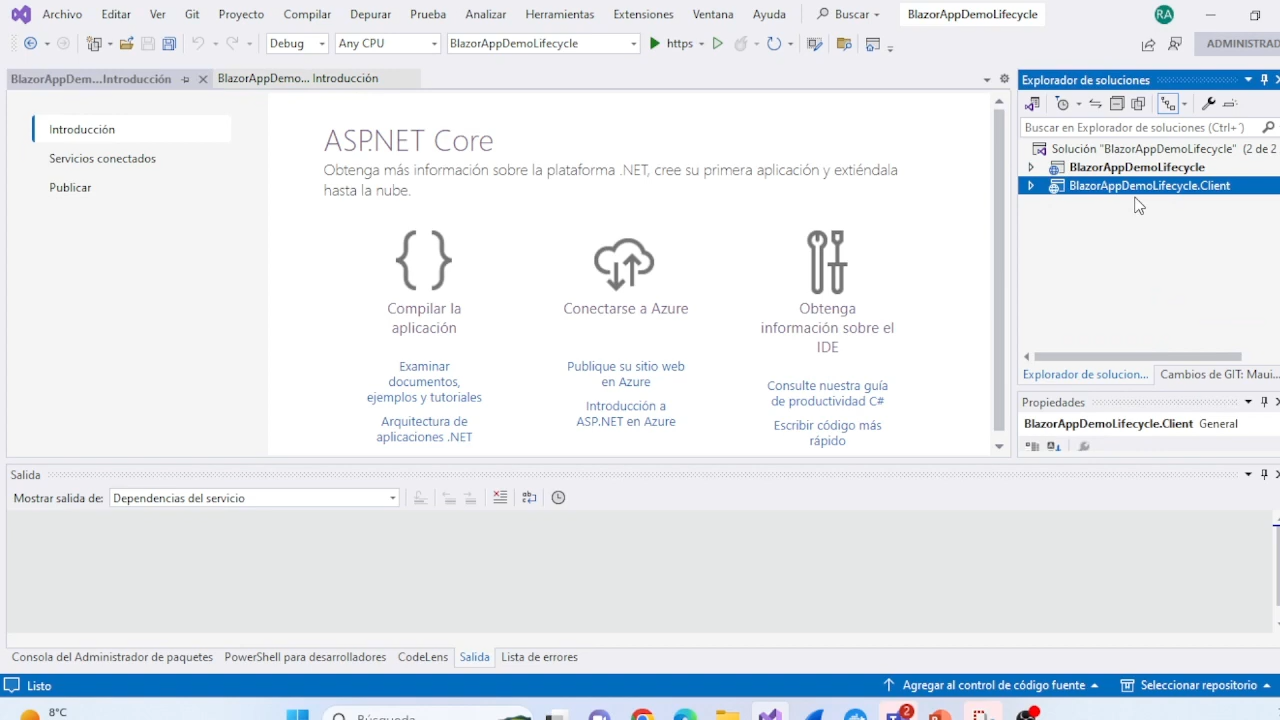 Archivo Editar Ver Git Proyecto Compilar Depurar Prueba Analizar Herramientas Extensiones Ventana Ayuda Buscar BlazorAppDemoLifecycle RA
Debug Any CPU BlazorAppDemoLifecycle https ADMINISTRAD
BlazorAppDem...Introducción BlazorAppDemo... Introducción
Introducción
Servicios conectados
Publicar
ASP.NET Core
Obtenga más información sobre la plataforma .NET, cree su primera aplicación y extiéndala
hasta la nube.
Compilar la
aplicación
Examinar
documentos,
ejemplos y tutoriales
Arquitectura de
aplicaciones .NET
Conectarse a Azure
Publique su sitio web
en Azure
Introducción a
ASP.NET en Azure
Obtenga
información sobre el
IDE
Consulte nuestra guía
de productividad C#
Escribir código más
rápido
Explorador de soluciones
Buscar en Explorador de soluciones (Ctrl+´)
Solución "BlazorAppDemoLifecycle" (2 de 2
BlazorAppDemoLifecycle
BlazorAppDemoLifecycle.Client
Explorador de solucion... Cambios de GIT: Maui...
Propiedades
BlazorAppDemoLifecycle.Client General
Salida
Mostrar salida de: Dependencias del servicio
Consola del Administrador de paquetes PowerShell para desarrolladores CodeLens Salida Lista de errores
Listo Agregar al control de código fuente Seleccionar repositorio
8°C Búsqueda 2